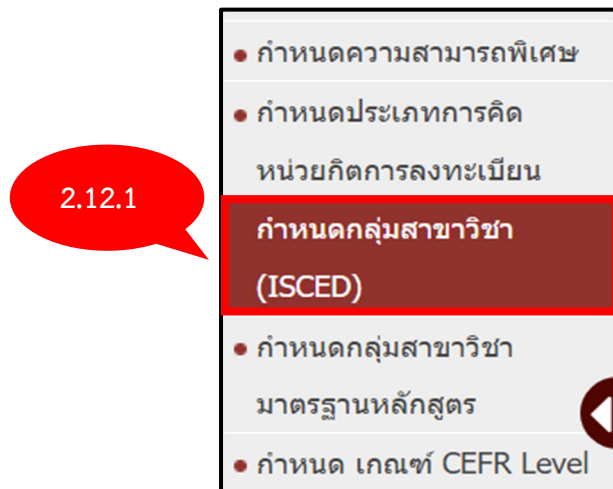 กำหนดความสามารถพิเศษ
กำหนดประเภทการคิด
หน่วยกิตการลงทะเบียน
2.12.1
กำหนดกลุ่มสาขาวิชา
(ISCED)
กำหนดกลุ่มสาขาวิชา
มาตรฐานหลักสูตร
กำหนด เกณฑ์ CEFR Level